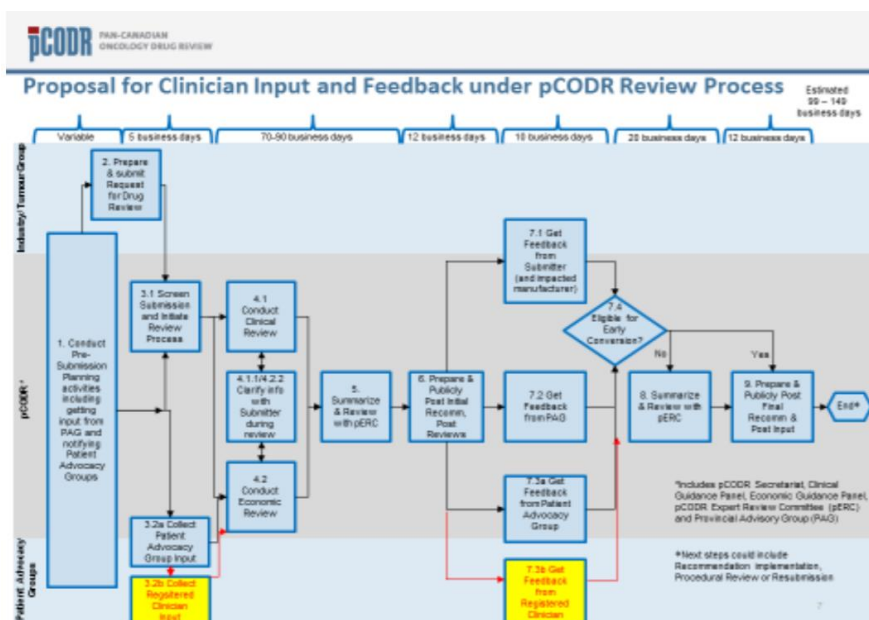 pCODR
PAN-CANADIAN
ONCOLOGY DRUG REVIEW
Proposal for Clinician Input and Feedback under pCODR Review Process
Estimated
99 – 149
business days
Variable
5 business days
70-90 business days
12 business days
10 business days
20 business days
12 business days
Industry/Tumour Group
2. Prepare
& submit
Request
for Drug
Review
7.1 Get
Feedback
from
Submitter
(and impacted
manufacturer)
pCODR*
1. Conduct
Pre-
Submission
Planning
activities
including
getting
input from
PAG and
notifying
Patient
Advocacy
Groups
3.1 Screen
Submission
and Initiate
Review
Process
4.1
Conduct
Clinical
Review
4.1.1/4.2.2
Clarify info
with
Submitter
during
review
4.2
Conduct
Economic
Review
5.
Summarize
& Review
with pERC
6. Prepare &
Publicly
Post Initial
Recomm,
Post
Reviews
7.4
Eligible for
Early
Conversion?
No
Yes
7.2 Get
Feedback
from PAG
8. Summarize
& Review with
pERC
9. Prepare &
Publicly Post
Final
Recomm &
Post Input
End*
7.3a Get
Feedback
from Patient
Advocacy
Group
*Includes pCODR Secretariat, Clinical
Guidance Panel, Economic Guidance Panel,
pCODR Expert Review Committee (pERC)
and Provincial Advisory Group (PAG)
Patient Advocacy
Groups
3.2a Collect
Patient
Advocacy
Group Input
3.2b Collect
Regsitered
Clinician
Input
7.3b Get
Feedback
from
Registered
Clinician
*Next steps could include
Recommendation implementation,
Procedural Review or Resubmission
7